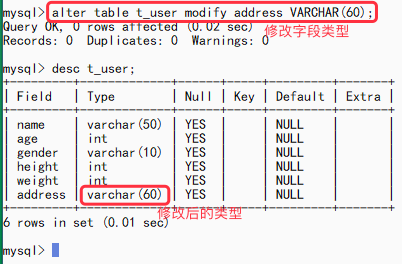 mysql> alter table t_user modify address VARCHAR(60);
Query OK, 0 rows affected (0.02 sec)
修改字段类型
Records: 0  Duplicates: 0  Warnings: 0
mysql> desc t_user;
+---------+-------------+------+-----+---------+-------+
| Field   | Type        | Null | Key | Default | Extra |
+---------+-------------+------+-----+---------+-------+
| name    | varchar(50) | YES  |     | NULL    |       |
| age     | int         | YES  |     | NULL    |       |
| gender  | varchar(10) | YES  |     | NULL    |       |
| height  | int         | YES  |     | NULL    |       |
| weight  | int         | YES  |     | NULL    |       |
| address | varchar(60) | YES  |     | NULL    |       |
+---------+-------------+------+-----+---------+-------+
修改后的类型
6 rows in set (0.01 sec)
mysql>